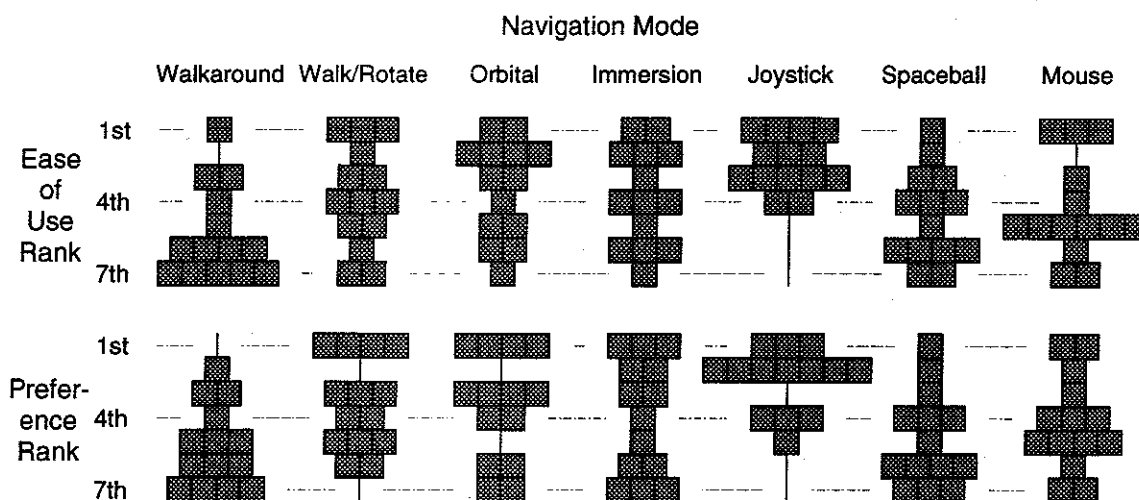 Navigation Mode
Walkaround Walk/Rotate Orbital Immersion Joystick Spaceball Mouse
1st
Ease
of
4th
Use
Rank
7th
1st
Prefer-
ence
4th
Rank
7th